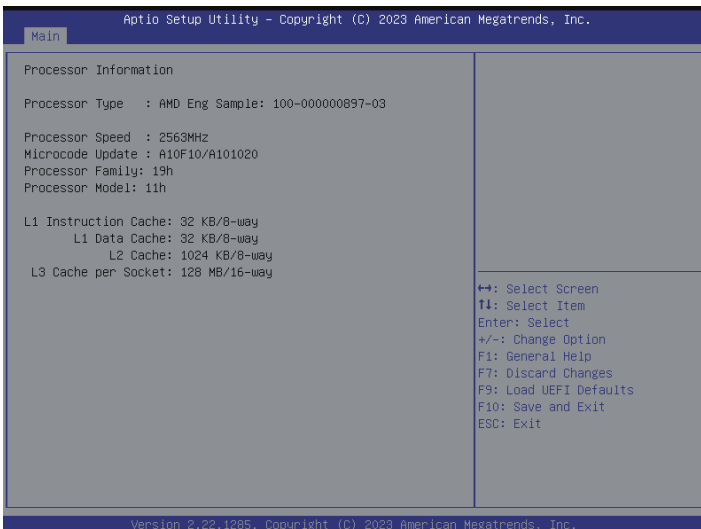 Aptio Setup Utility – Copyright (C) 2023 American Megatrends, Inc.
Main
Processor Information
Processor Type : AMD Eng Sample: 100-000000897-03
Processor Speed : 2563MHz
Microcode Update : A10F10/A101020
Processor Family: 19h
Processor Model: 11h
L1 Instruction Cache: 32 KB/8-way
L1 Data Cache: 32 KB/8-way
L2 Cache: 1024 KB/8-way
L3 Cache per Socket: 128 MB/16-way
↔: Select Screen
↑↓: Select Item
Enter: Select
+/-: Change Option
F1: General Help
F7: Discard Changes
F9: Load UEFI Defaults
F10: Save and Exit
ESC: Exit
Version 2.22.1285. Copyright (C) 2023 American Megatrends, Inc.